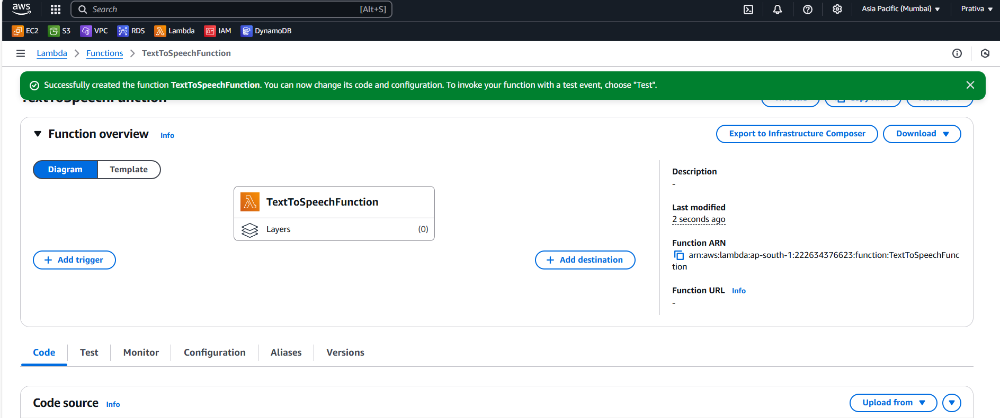 aws Search [Alt+S] Asia Pacific (Mumbai) Prativa
EC2 S3 VPC RDS Lambda IAM DynamoDB
Lambda Functions TextToSpeechFunction
Successfully created the function TextToSpeechFunction. You can now change its code and configuration. To invoke your function with a test event, choose "Test".
TextToSpeechFunction
Function overview Info Export to Infrastructure Composer Download
Diagram Template
TextToSpeechFunction
Layers (0)
+ Add trigger + Add destination
Description
-
Last modified
2 seconds ago
Function ARN
arn:aws:lambda:ap-south-1:222634376623:function:TextToSpeechFunc
tion
Function URL Info
-
Code Test Monitor Configuration Aliases Versions
Code source Info Upload from